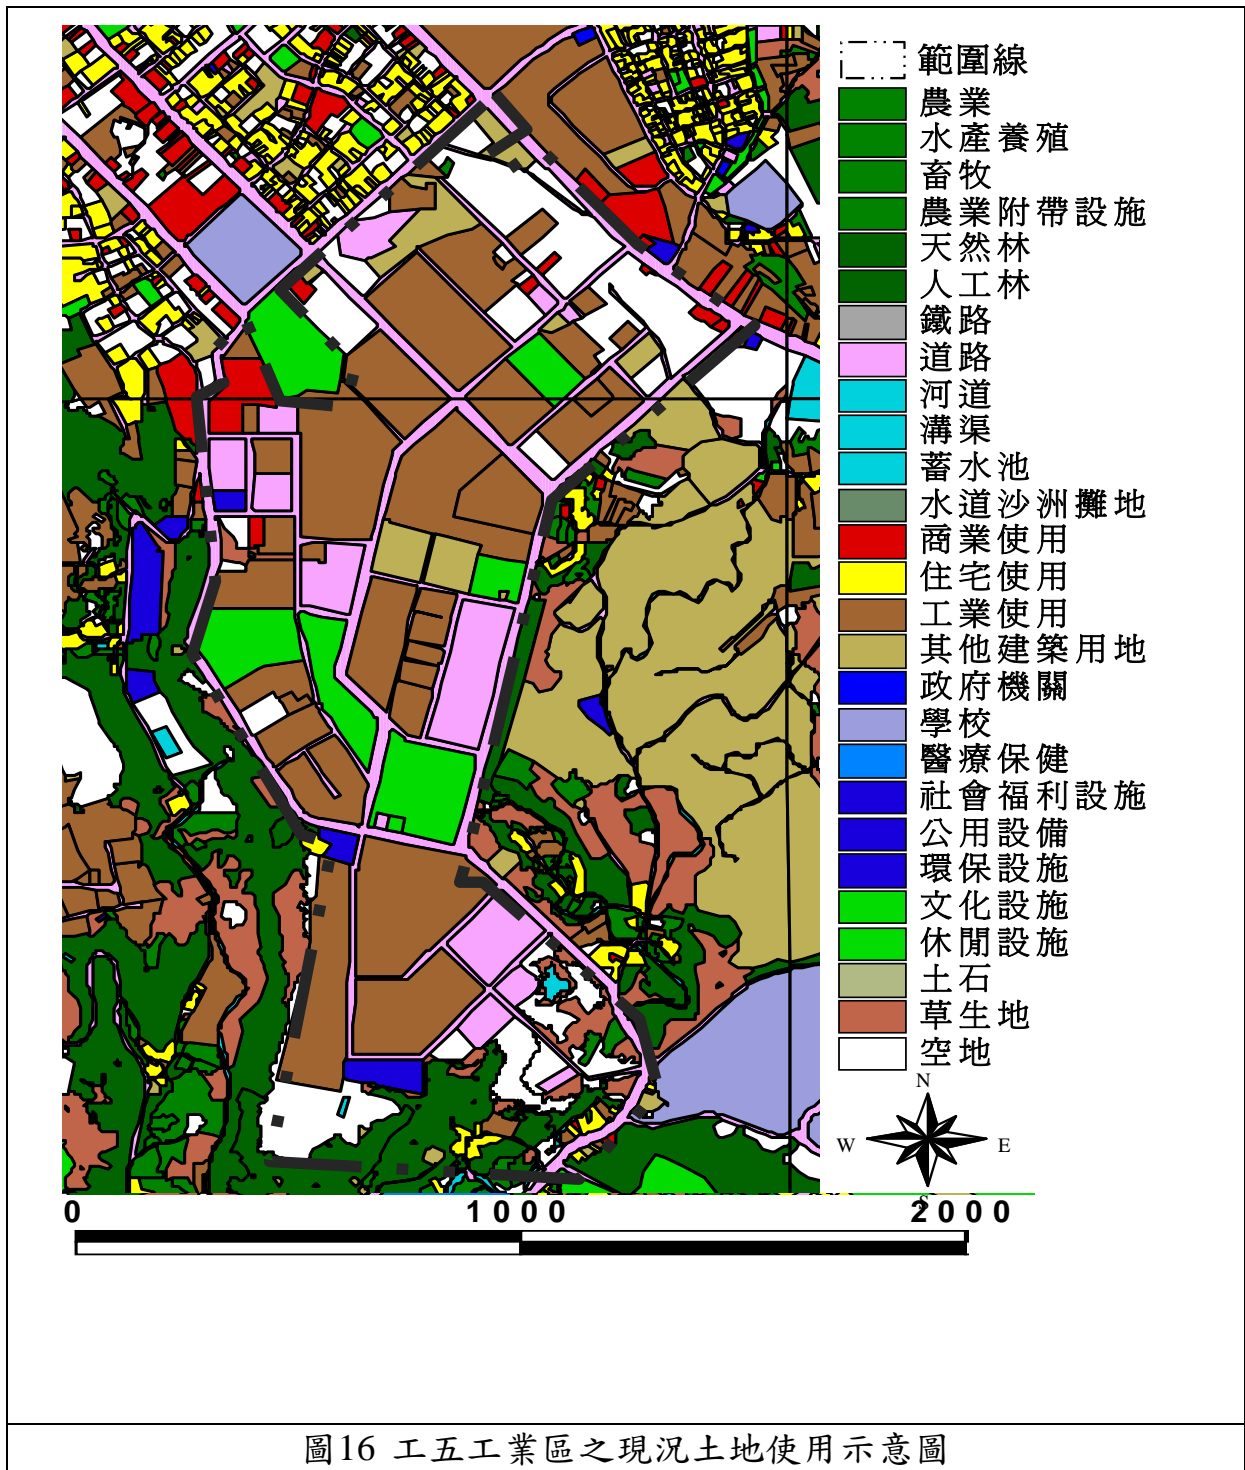 範圍線
農業
水產養殖
畜牧
農業附帶設施
天然林
人工林
鐵路
道路
河道
溝渠
蓄水池
水道沙洲攤地
商業使用
住宅使用
工業使用
其他建築用地
政府機關
學校
醫療保健
社會福利設施
公用設備
環保設施
文化設施
休閒設施
土石
草生地
空地
N
W E
S
0 1000 2000
圖16 工五工業區之現況土地使用示意圖